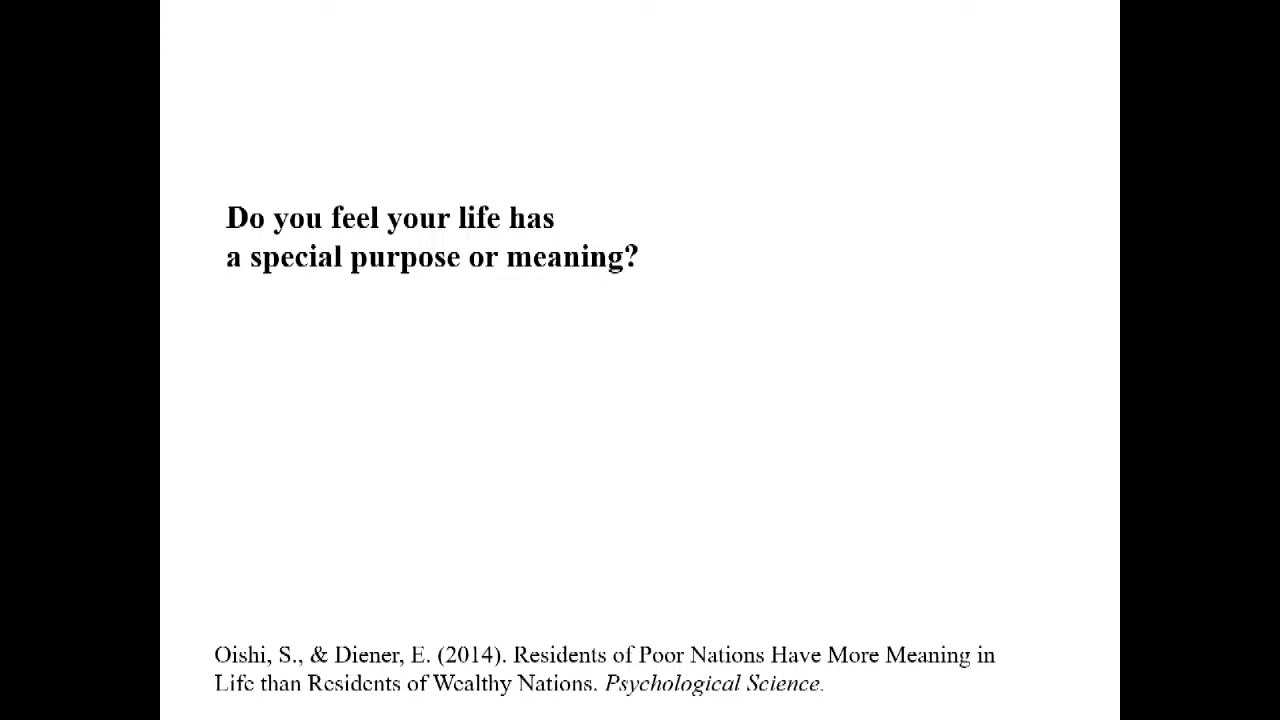 Do you feel your life has
a special purpose or meaning?
Oishi, S., & Diener, E. (2014). Residents of Poor Nations Have More Meaning in
Life than Residents of Wealthy Nations. Psychological Science.